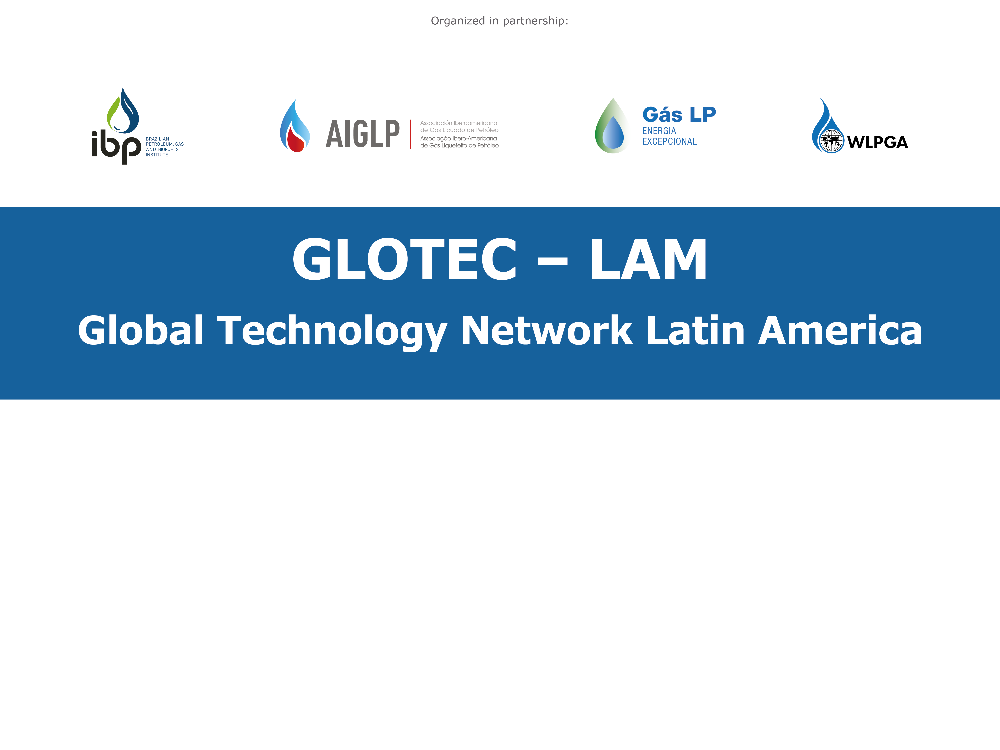 Organized in partnership:
ibp
BRAZILIAN
PETROLEUM, GAS
AND BIOFUELS
INSTITUTE
AIGLP
Associación Iberoamericana
de Gas Licuado de Petróleo
Associação Ibero-Americana
de Gás Liquefeito de Petróleo
Gás LP
ENERGIA
EXCEPCIONAL
WLPGA
GLOTEC – LAM
Global Technology Network Latin America